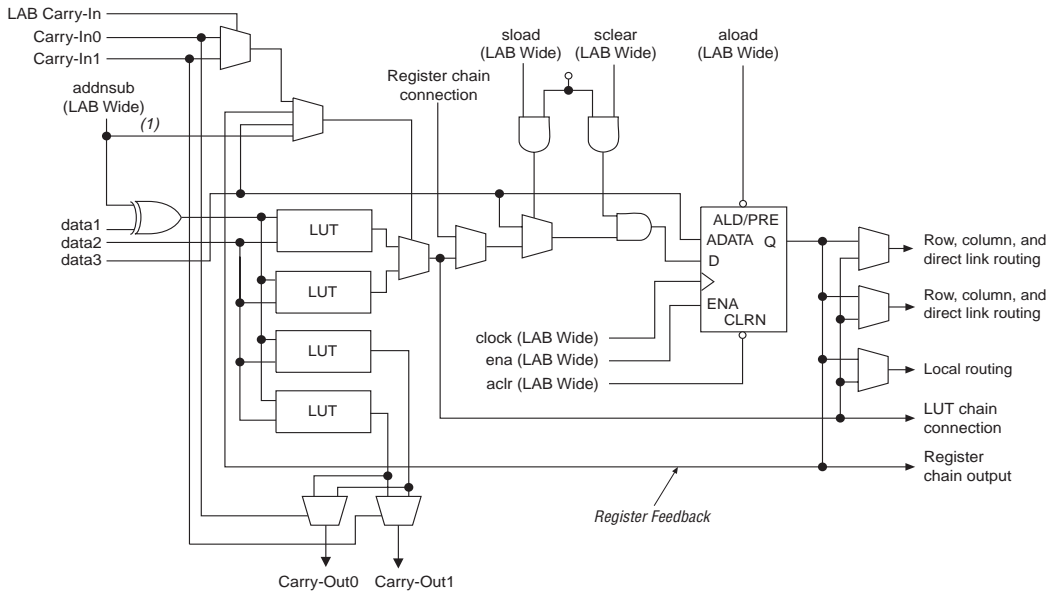 LAB Carry-In
Carry-In0
Carry-In1
addnsub
(LAB Wide)
(1)
data1
data2
data3
Register chain
connection
sload
(LAB Wide)
sclear
(LAB Wide)
aload
(LAB Wide)
LUT
LUT
LUT
LUT
ALD/PRE
ADATA
Q
D
ENA
CLRN
clock (LAB Wide)
ena (LAB Wide)
aclr (LAB Wide)
Row, column, and
direct link routing
Row, column, and
direct link routing
Local routing
LUT chain
connection
Register
chain output
Register Feedback
Carry-Out0
Carry-Out1